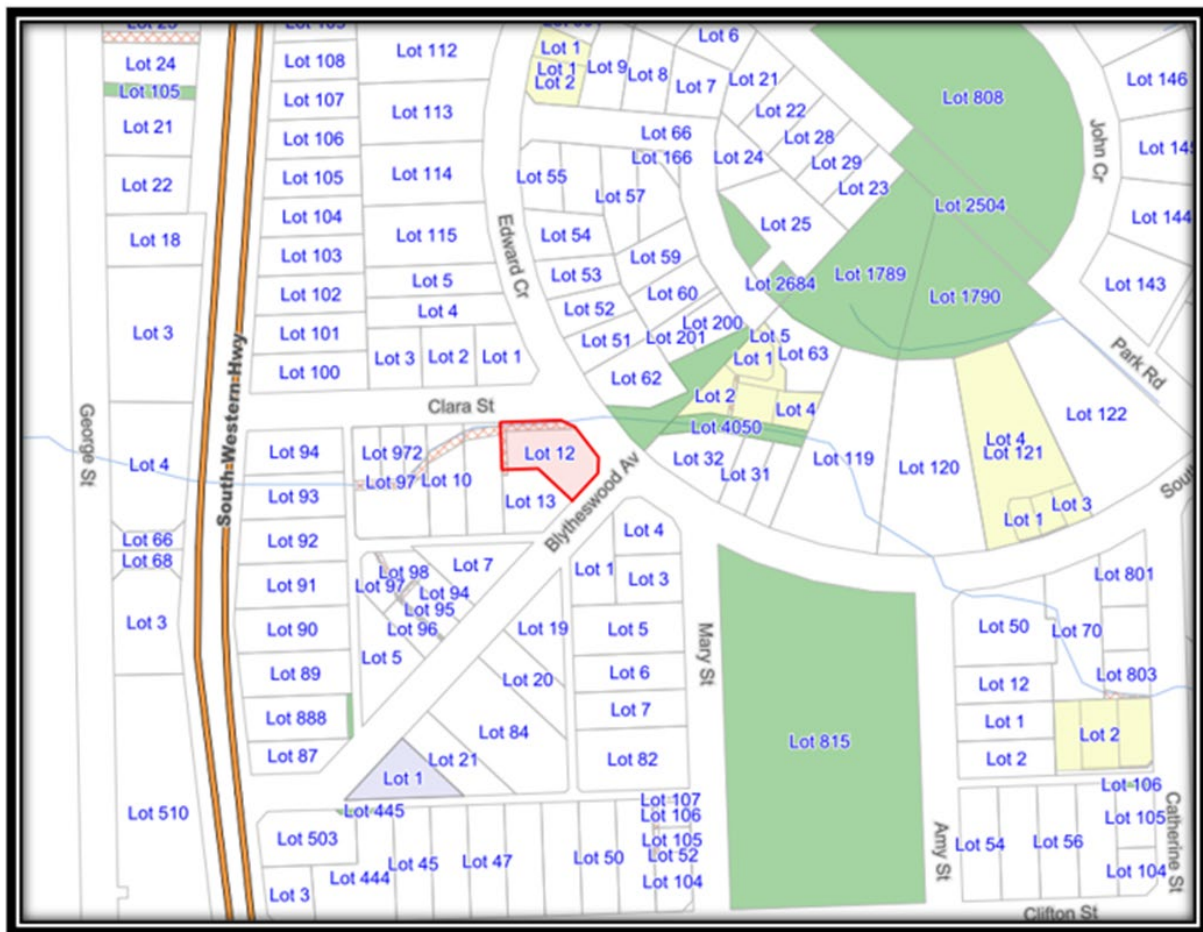 Lot 109
Lot 112
Lot 1
Lot 6
Lot 24
Lot 108
Lot 1
Lot 2
Lot 9
Lot 8
Lot 7
Lot 21
Lot 146
Lot 105
Lot 107
Lot 808
Lot 21
Lot 113
Lot 22
Lot 106
Lot 66
Lot 28
John Cr
Lot 166
Lot 24
Lot 29
Lot 22
Lot 105
Lot 114
Lot 55
Lot 57
Lot 23
Lot 104
Lot 2504
Lot 144
Lot 18
Lot 115
Lot 54
Lot 25
Lot 103
Edward Cr
Lot 53
Lot 59
Lot 1789
Lot 5
Lot 2684
Lot 143
Lot 102
Lot 60
Lot 1790
Lot 4
Lot 52
Lot 3
Lot 101
Lot 200
Lot 51
Lot 201
Lot 5
Lot 3
Lot 2
Lot 1
Lot 1
Lot 63
Park Rd
Lot 100
Lot 62
South Western Hwy
Clara St
Lot 2
Lot 4
Lot 122
George St
Lot 4050
Lot 94
Lot 972
Lot 12
Lot 32
Lot 119
Lot 4
Lot 121
Lot 4
Lot 97
Lot 10
Lot 31
Lot 120
Lot 93
Lot 13
Blytheswood Av
Lot 3
Lot 1
Lot 66
Lot 92
Lot 4
Lot 68
Lot 98
Lot 7
Lot 1
Lot 3
Lot 801
Lot 91
Lot 97
Lot 94
Lot 95
Lot 3
Lot 90
Lot 96
Lot 19
Lot 5
Lot 50
Lot 70
Lot 5
Mary St
Lot 89
Lot 20
Lot 6
Lot 12
Lot 803
Lot 888
Lot 7
Lot 1
Lot 84
Lot 815
Lot 2
Lot 87
Lot 21
Lot 82
Lot 2
Lot 1
Lot 106
Lot 510
Lot 445
Lot 107
Lot 106
Lot 105
Catherine St
Lot 503
Lot 105
Lot 54
Lot 56
Amy St
Lot 45
Lot 47
Lot 50
Lot 52
Lot 444
Lot 104
Lot 104
Lot 3
Clifton St